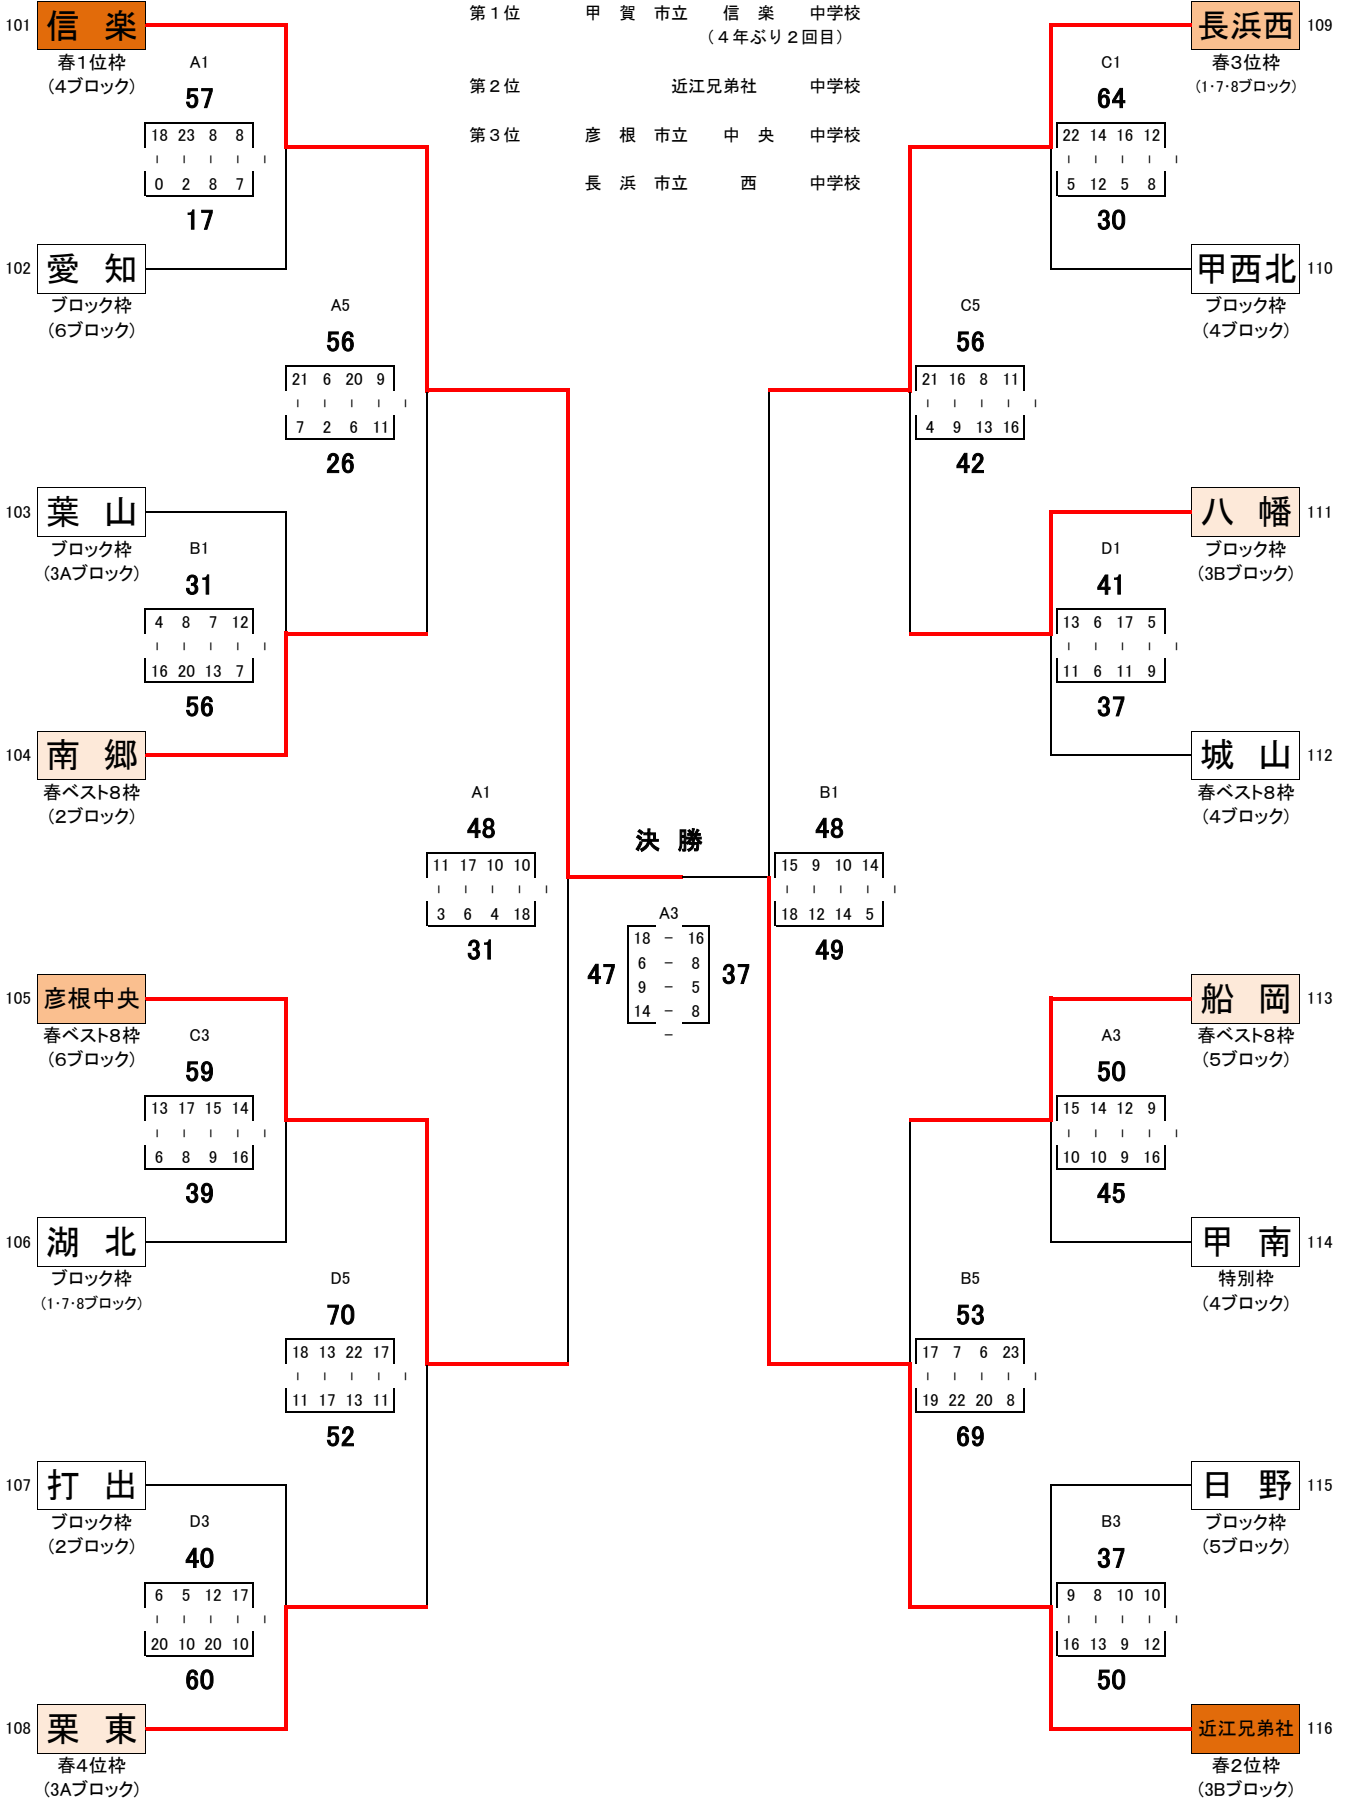 第１位 甲 賀 市立 信 楽 中学校
（４年ぶり２回目）
第２位 近江兄弟社 中学校
第３位 彦 根 市立 中 央 中学校
長 浜 市立 西 中学校
101 信 楽
春１位枠
(4ブロック)
A1
57
18 23 8 8
0 2 8 7
17
102 愛 知
ブロック枠
(6ブロック)
A5
56
21 6 20 9
7 2 6 11
26
103 葉 山
ブロック枠
(3Aブロック)
B1
31
4 8 7 12
16 20 13 7
56
104 南 郷
春ベスト8枠
(2ブロック)
A1
48
11 17 10 10
3 6 4 18
31
105 彦根中央
春ベスト8枠
(6ブロック)
C3
59
13 17 15 14
6 8 9 16
39
106 湖 北
ブロック枠
(1・7・8ブロック)
D5
70
18 13 22 17
11 17 13 11
52
107 打 出
ブロック枠
(2ブロック)
D3
40
6 5 12 17
20 10 20 10
60
108 栗 東
春４位枠
(3Aブロック)
決 勝
A3
18 － 16
6 － 8
47 37
9 － 5
14 － 8
－
長浜西 109
春３位枠
(1・7・8ブロック)
C1
64
22 14 16 12
5 12 5 8
30
甲西北 110
ブロック枠
(4ブロック)
C5
56
21 16 8 11
4 9 13 16
42
八 幡 111
ブロック枠
(3Bブロック)
D1
41
13 6 17 5
11 6 11 9
37
城 山 112
春ベスト8枠
(4ブロック)
B1
48
15 9 10 14
18 12 14 5
49
船 岡 113
春ベスト8枠
(5ブロック)
A3
50
15 14 12 9
10 10 9 16
45
甲 南 114
特別枠
(4ブロック)
B5
53
17 7 6 23
19 22 20 8
69
日 野 115
ブロック枠
(5ブロック)
B3
37
9 8 10 10
16 13 9 12
50
近江兄弟社 116
春２位枠
(3Bブロック)